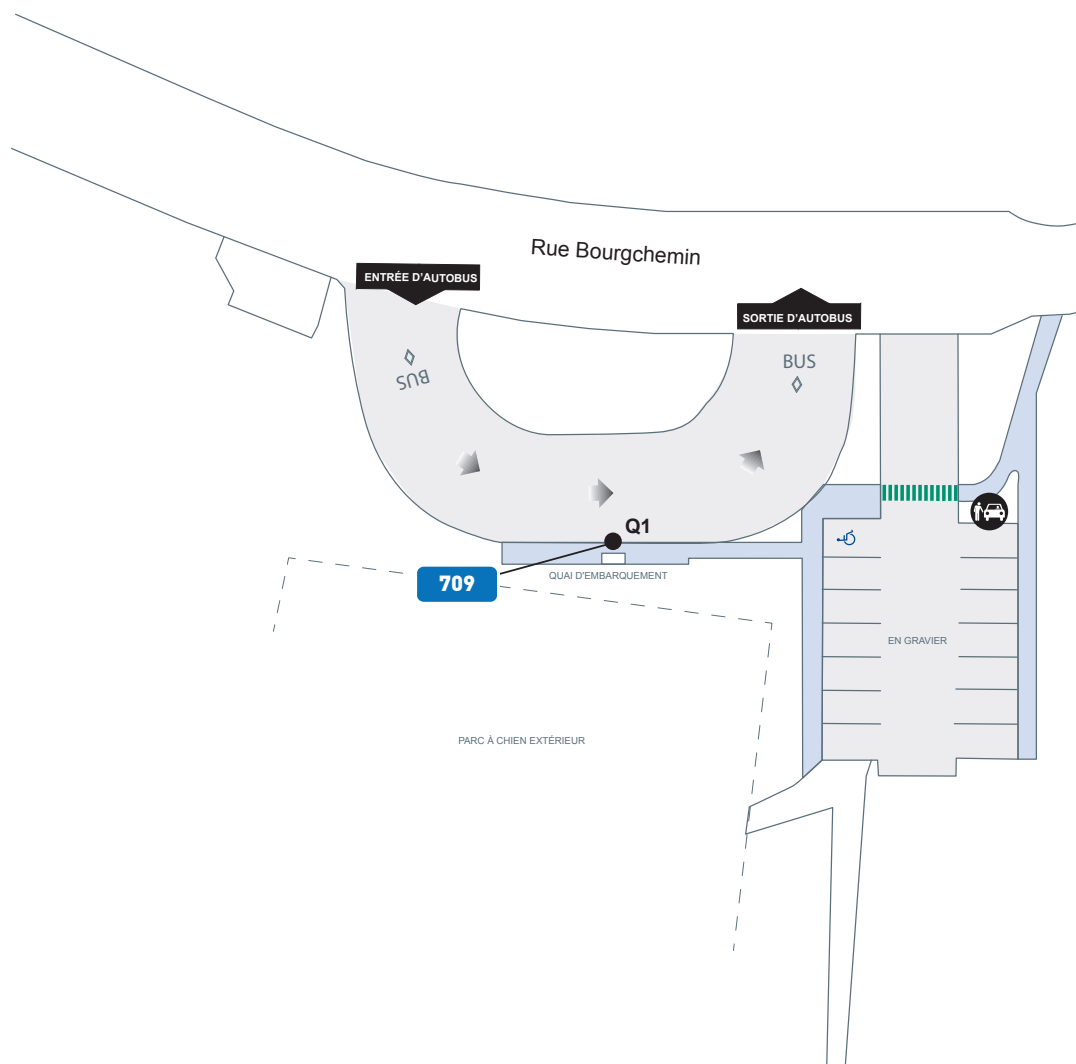 Rue Bourgchemin
ENTRÉE D'AUTOBUS
SORTIE D'AUTOBUS
BUS
BUS
Q1
709
QUAI D'EMBARQUEMENT
EN GRAVIER
PARC À CHIEN EXTÉRIEUR